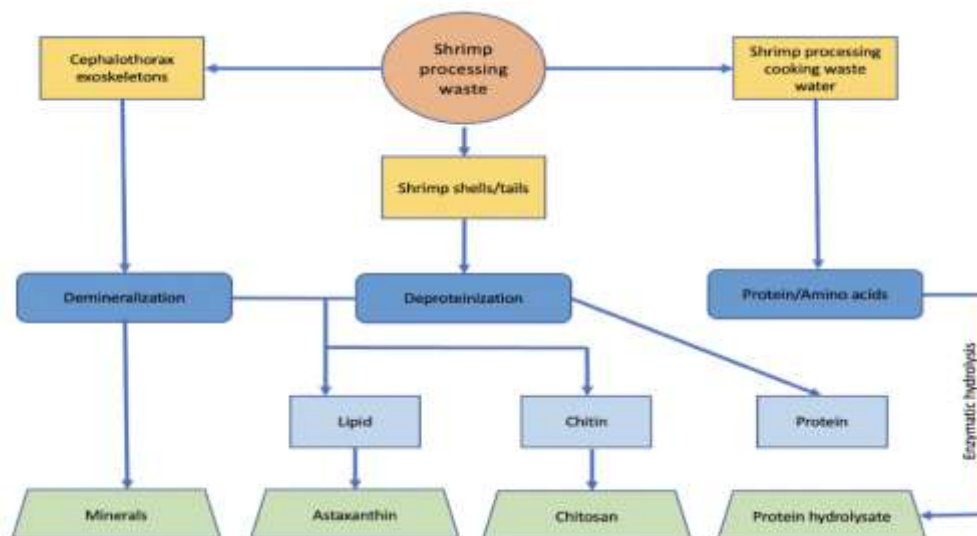 Cephalothorax
exoskeletons
Shrimp
processing
waste
Shrimp processing
cooking waste
water
Shrimp shells/tails
Demineralization
Deproteinization
Protein/Amino acids
Enzymatic hydrolysis
Lipid
Chitin
Protein
Minerals
Astaxanthin
Chitosan
Protein hydrolysate